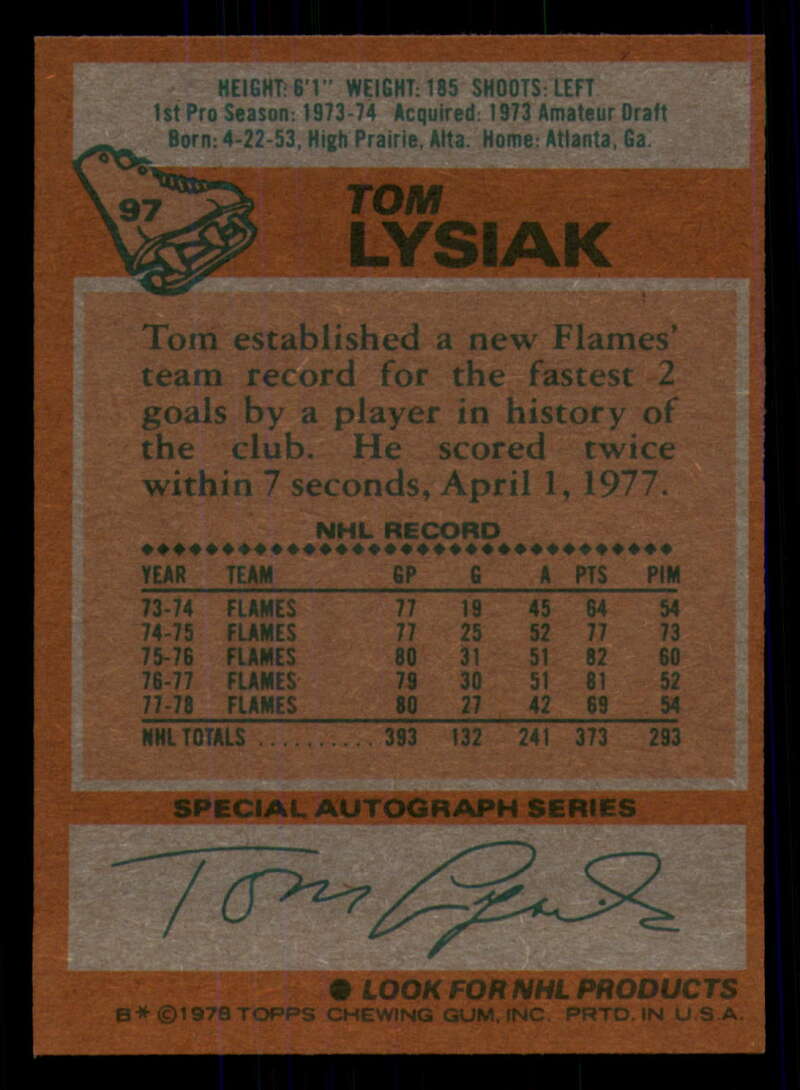 HEIGHT: 6'1" WEIGHT: 185 SHOOTS: LEFT
1st Pro Season: 1973-74 Acquired: 1973 Amateur Draft
Born: 4-22-53, High Prairie, Alta. Home: Atlanta, Ga.
97
TOM
LYSIAK
Tom established a new Flames'
team record for the fastest 2
goals by a player in history of
the club. He scored twice
within 7 seconds, April 1, 1977.
NHL RECORD
YEAR TEAM GP G A PTS PIM
73-74 FLAMES 77 19 45 64 54
74-75 FLAMES 77 25 52 77 73
75-76 FLAMES 80 31 51 82 60
76-77 FLAMES 79 30 51 81 52
77-78 FLAMES 80 27 42 69 54
NHL TOTALS .......... 393 132 241 373 293
SPECIAL AUTOGRAPH SERIES
Tom Lysiak
● LOOK FOR NHL PRODUCTS
B* ©1978 TOPPS CHEWING GUM, INC. PRTD. IN U.S.A.